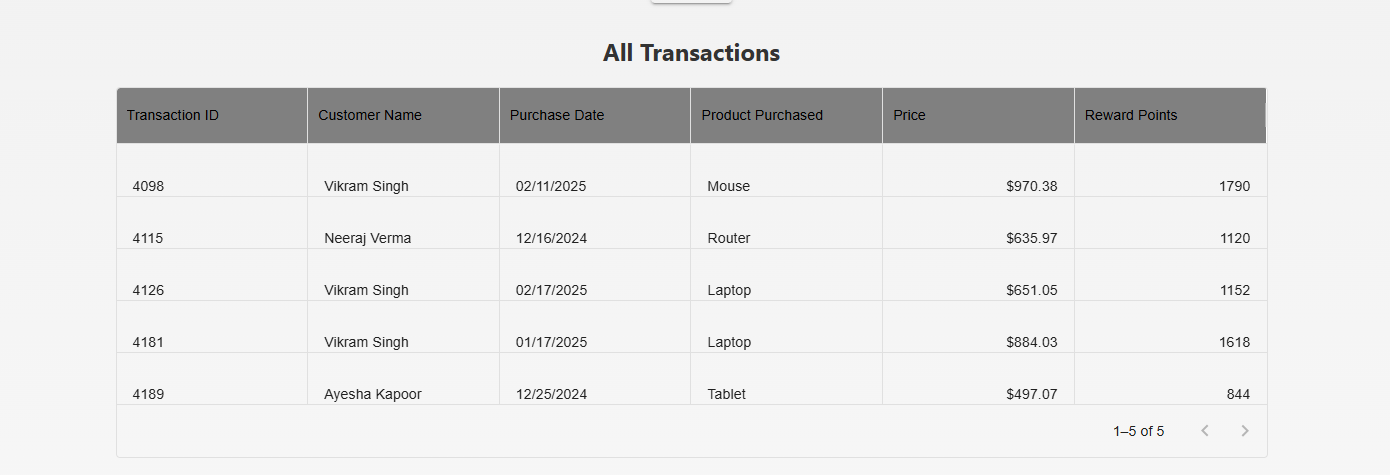 All Transactions
Transaction ID Customer Name Purchase Date Product Purchased Price Reward Points
4098 Vikram Singh 02/11/2025 Mouse $970.38 1790
4115 Neeraj Verma 12/16/2024 Router $635.97 1120
4126 Vikram Singh 02/17/2025 Laptop $651.05 1152
4181 Vikram Singh 01/17/2025 Laptop $884.03 1618
4189 Ayesha Kapoor 12/25/2024 Tablet $497.07 844
1–5 of 5